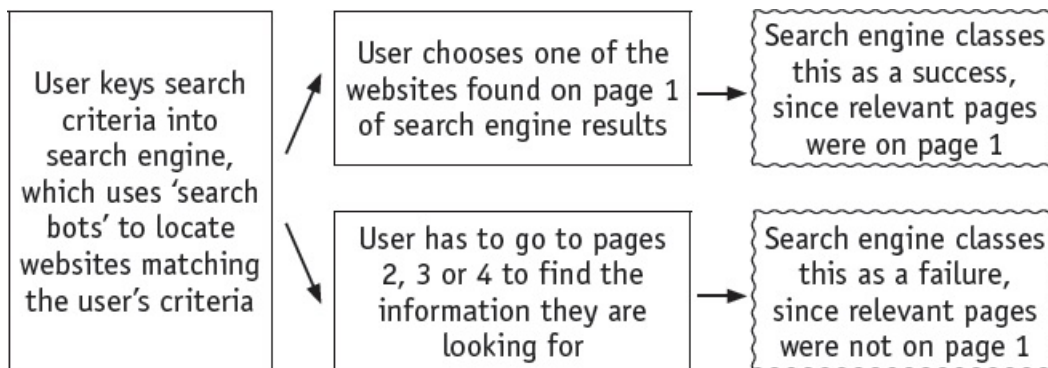 User keys search
criteria into
search engine,
which uses ‘search
bots’ to locate
websites matching
the user’s criteria
User chooses one of the
websites found on page 1
of search engine results
Search engine classes
this as a success,
since relevant pages
were on page 1
User has to go to pages
2, 3 or 4 to find the
information they are
looking for
Search engine classes
this as a failure,
since relevant pages
were not on page 1